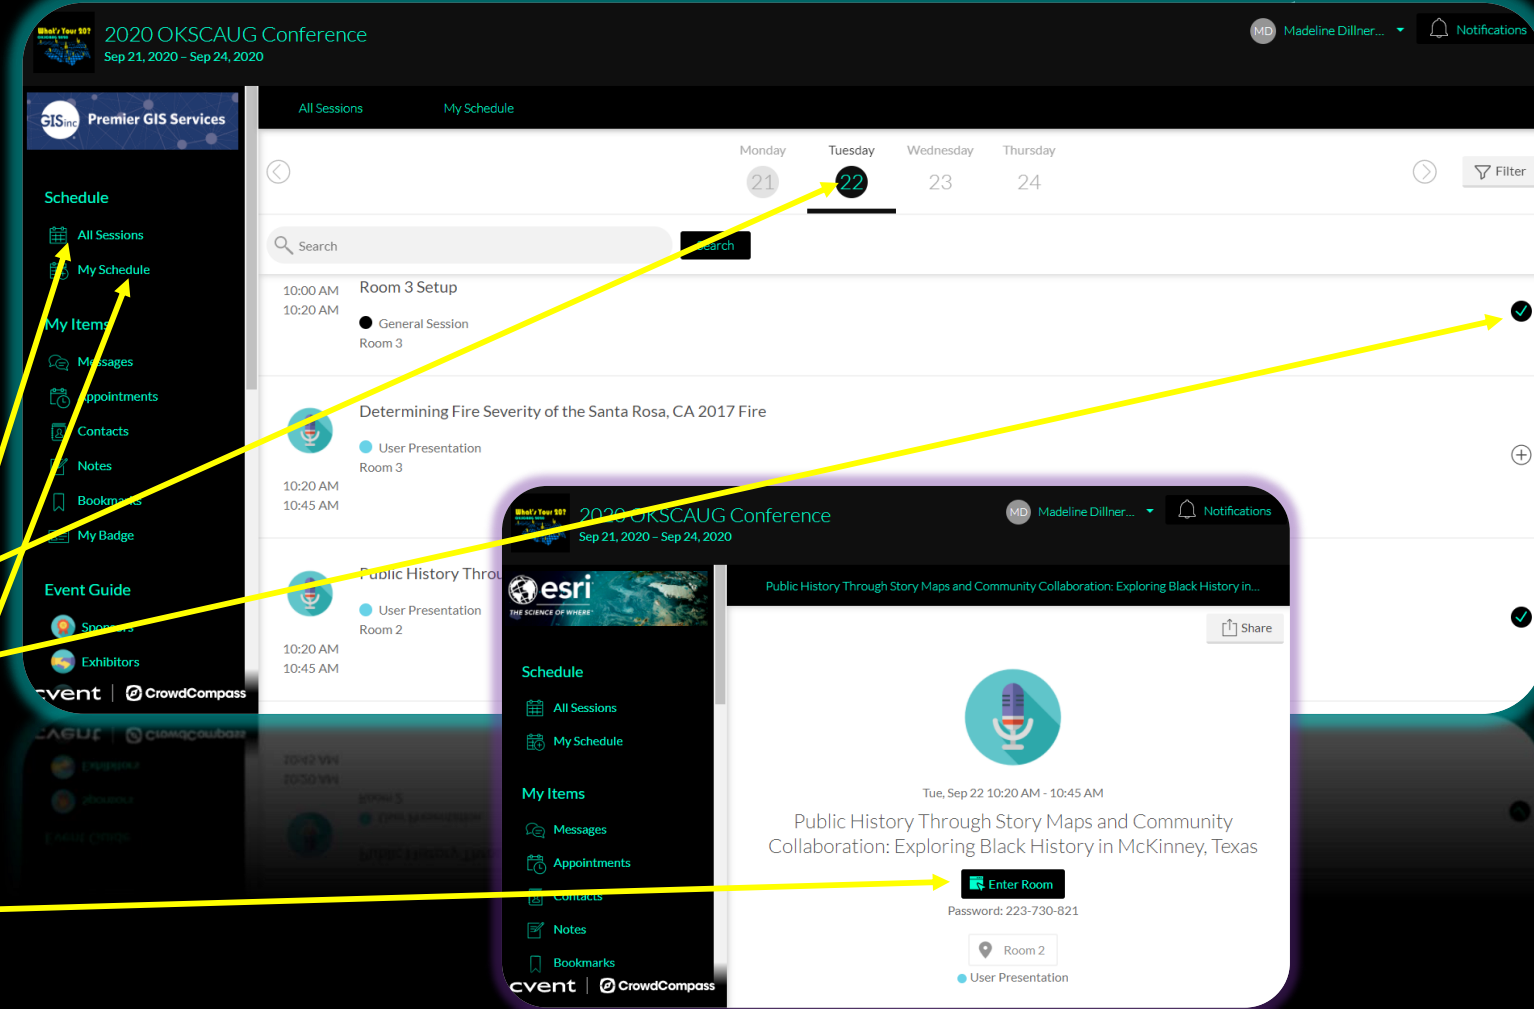 What's Your 20?
2020 OKSCAUG Conference
Sep 21, 2020 – Sep 24, 2020
MD Madeline Dillner...
Notifications
GISinc Premier GIS Services
All Sessions
My Schedule
Monday Tuesday Wednesday Thursday
21 22 23 24
Filter
Search
Search
Schedule
All Sessions
My Schedule
My Items
Messages
Appointments
Contacts
Notes
Bookmarks
My Badge
Event Guide
Sponsors
Exhibitors
cvent | CrowdCompass
10:00 AM
10:20 AM
Room 3 Setup
General Session
Room 3
Determining Fire Severity of the Santa Rosa, CA 2017 Fire
User Presentation
Room 3
10:20 AM
10:45 AM
Public History Throu
User Presentation
Room 2
10:20 AM
10:45 AM
What's Your 20?
2020 OKSCAUG Conference
Sep 21, 2020 – Sep 24, 2020
MD Madeline Dillner...
Notifications
esri
THE SCIENCE OF WHERE
Public History Through Story Maps and Community Collaboration: Exploring Black History in...
Share
Schedule
All Sessions
My Schedule
My Items
Messages
Appointments
Contacts
Notes
Bookmarks
cvent | CrowdCompass
Tue, Sep 22 10:20 AM - 10:45 AM
Public History Through Story Maps and Community
Collaboration: Exploring Black History in McKinney, Texas
Enter Room
Password: 223-730-821
Room 2
User Presentation